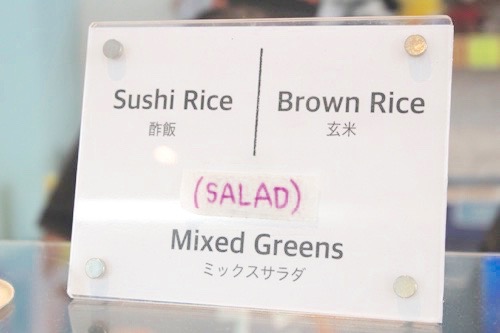 Sushi Rice
酢飯
Brown Rice
玄米
(SALAD)
Mixed Greens
ミックスサラダ